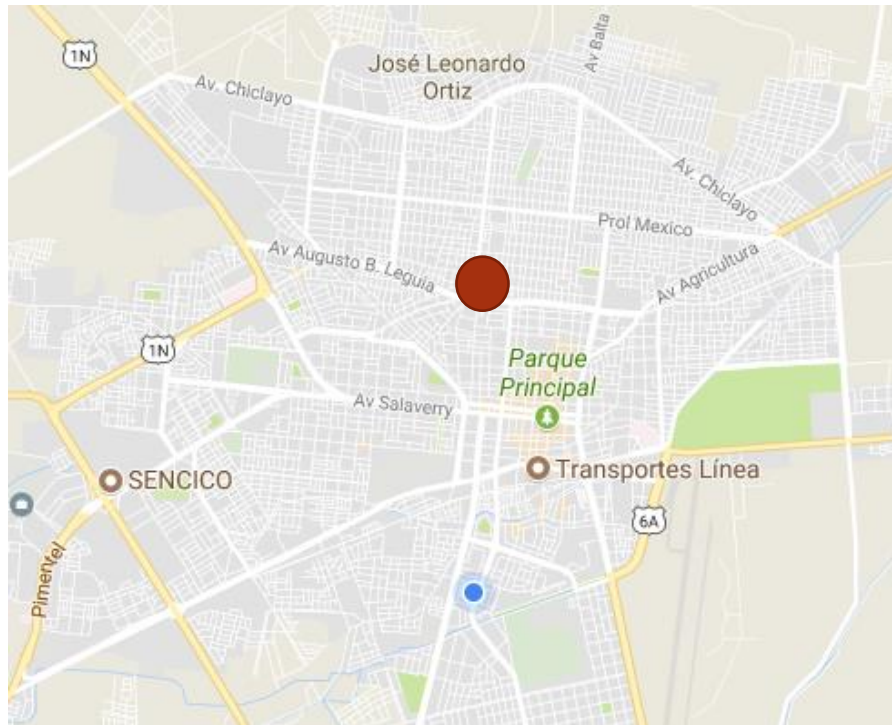 1N
Av. Chiclayo
José Leonardo
Ortiz
Av Balta
Av. Chiclayo
Prol Mexico
Av Augusto B. Leguia
Av Agricultura
1N
Parque
Principal
Av Salaverry
SENCICO
Transportes Línea
6A
Pimentel